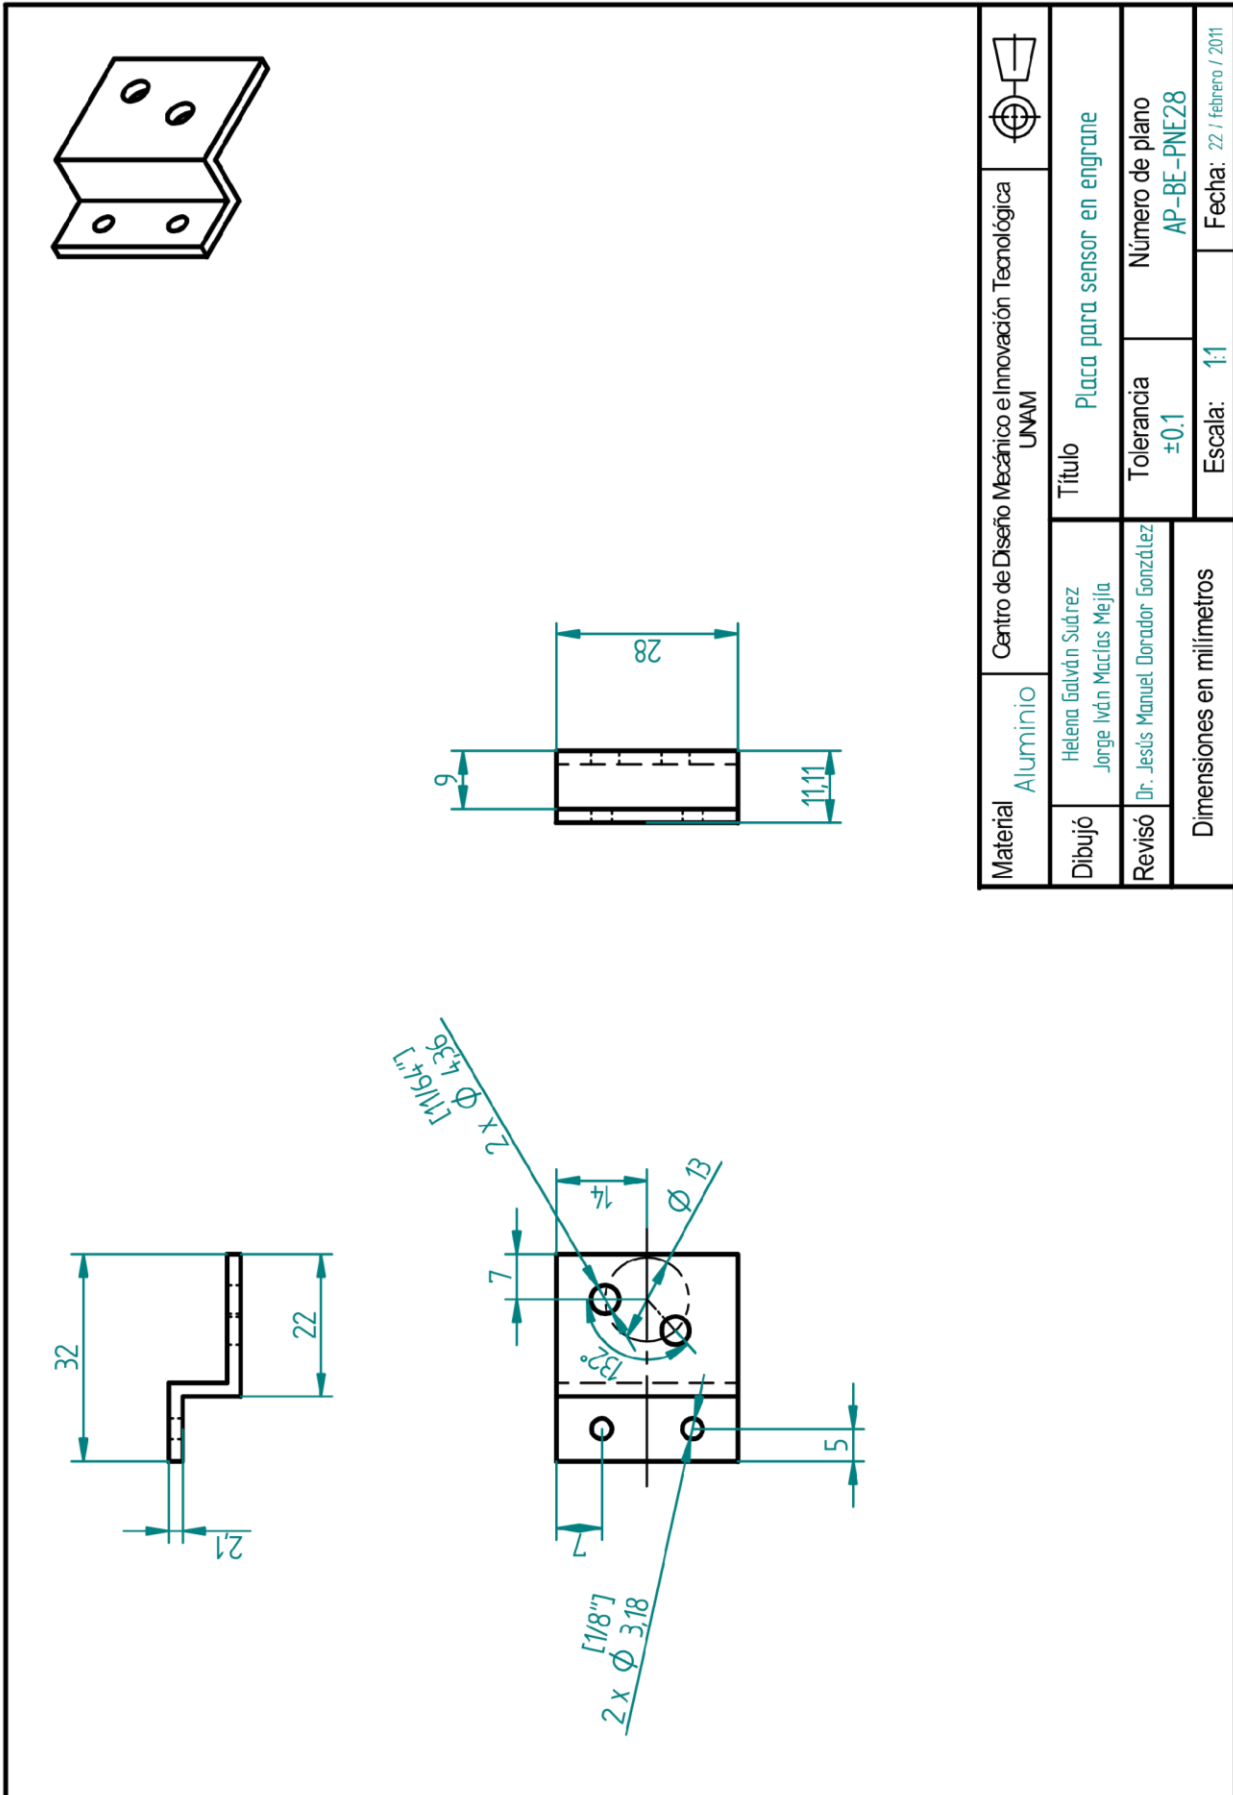 32
22
2,1
[11/64"]
2 x Φ 4,36
14
Φ 13
7
132°
7
5
[1/8"]
2 x Φ 3,18
9
28
11,11
Material
Aluminio
Centro de Diseño Mecánico e Innovación Tecnológica
UNAM
Dibujó
Helena Galván Suárez
Jorge Iván Macías Mejía
Título
Placa para sensor en engrane
Revisó
Dr. Jesús Manuel Dorador González
Tolerancia
±0.1
Número de plano
AP-BE-PNE28
Dimensiones en milímetros
Escala: 1:1
Fecha: 22 / febrero / 2011